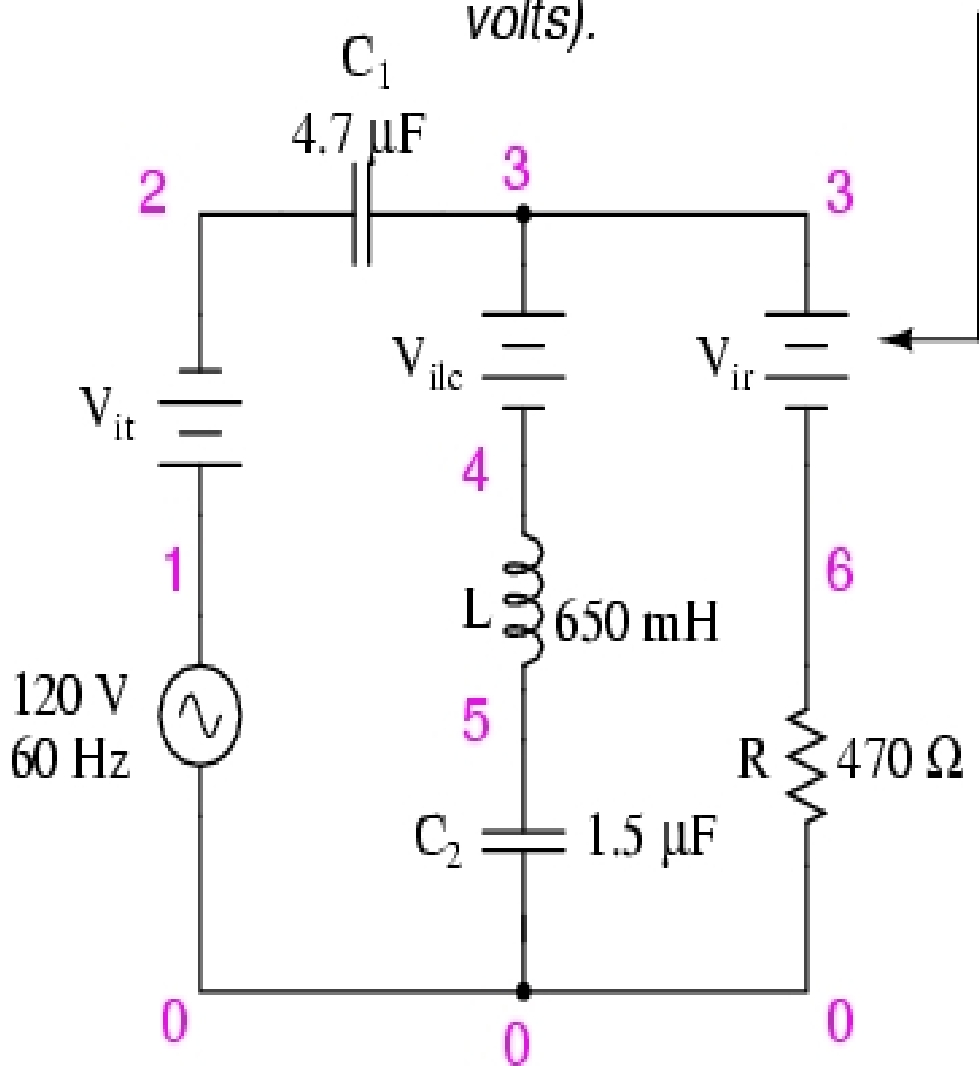 volts).
C₁
4.7 μF
2
3
3
Vᵢₜ
Vᵢₗc
Vᵢᵣ
4
1
6
L
650 mH
120 V
60 Hz
5
R
470 Ω
C₂
1.5 μF
0
0
0